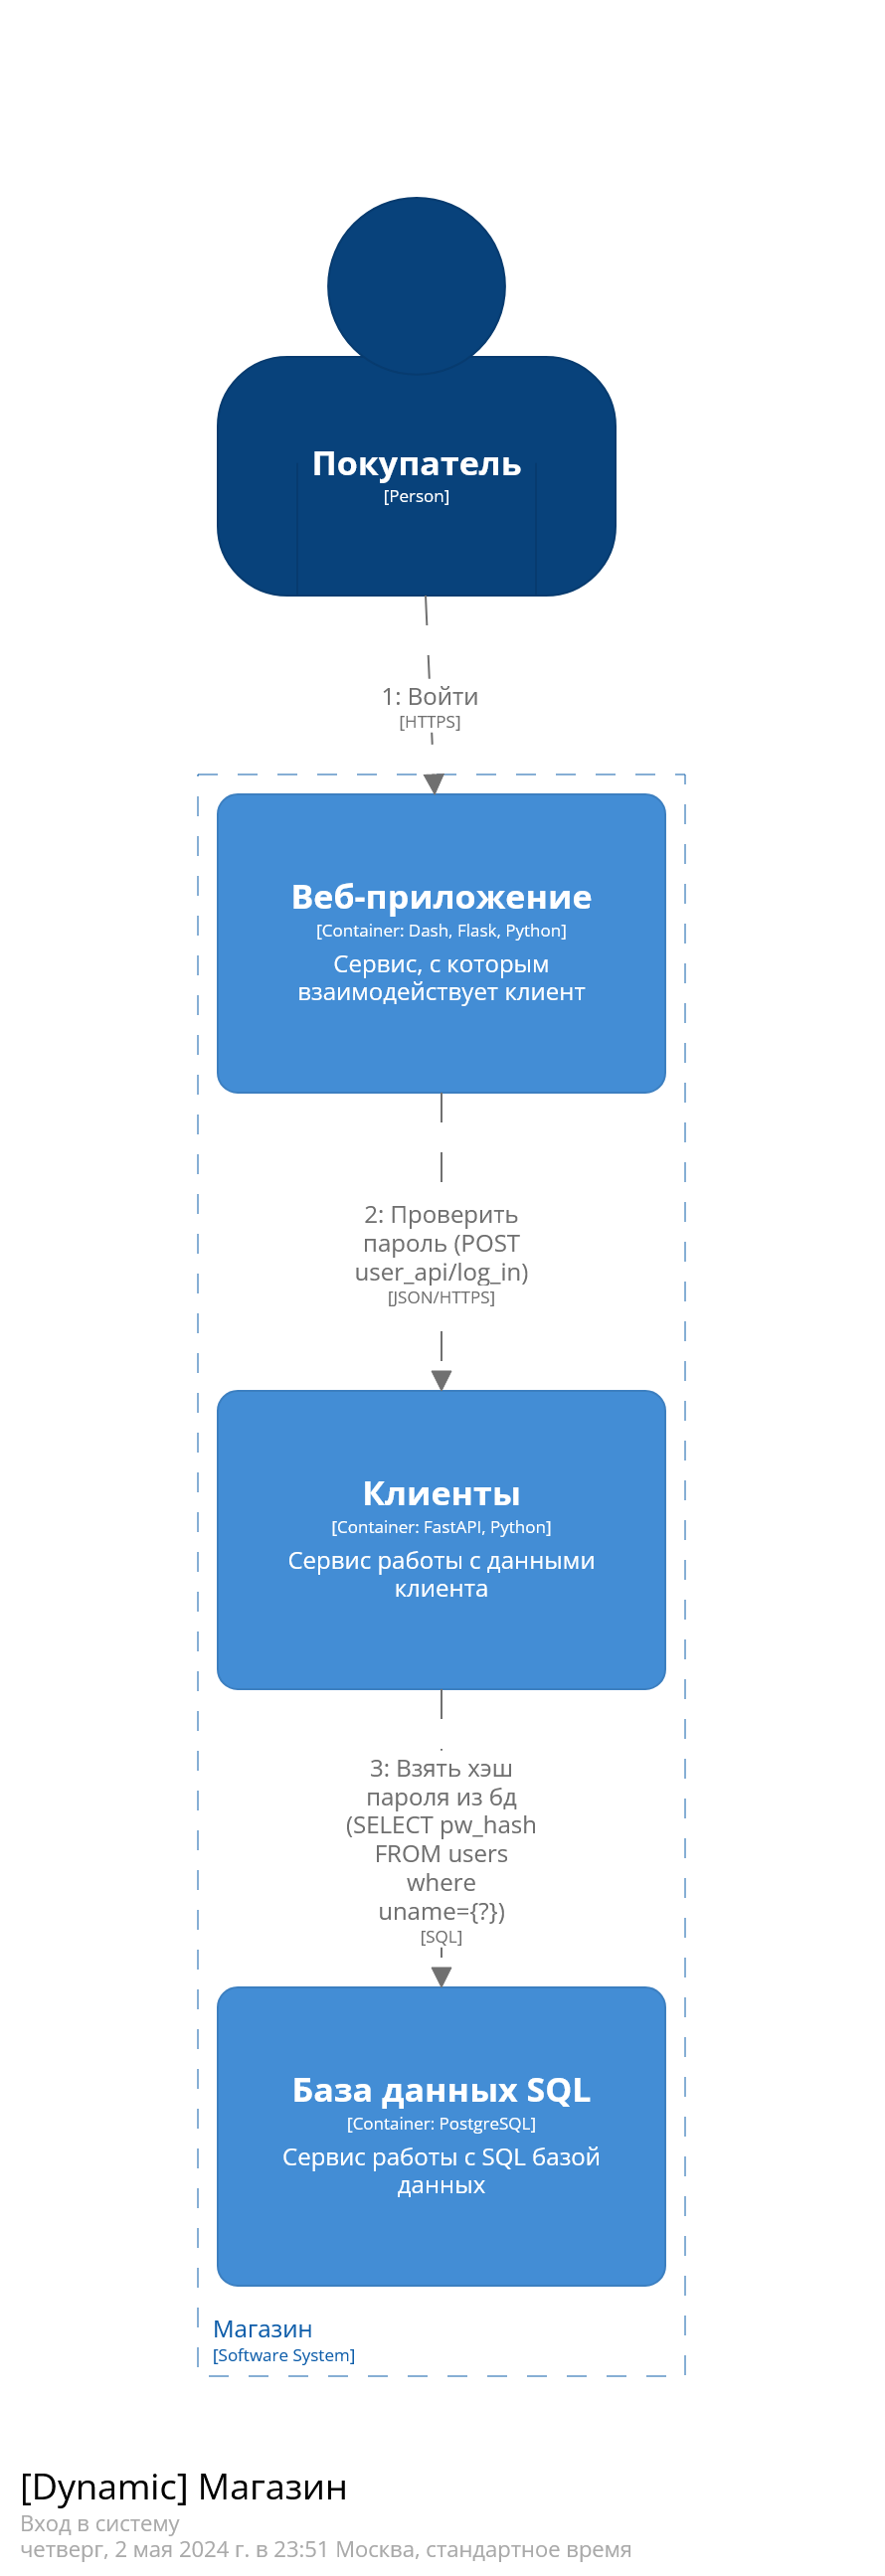 Покупатель
[Person]
1: Войти
[HTTPS]
Веб-приложение
[Container: Dash, Flask, Python]
Сервис, с которым
взаимодействует клиент
2: Проверить
пароль (POST
user_api/log_in)
[JSON/HTTPS]
Клиенты
[Container: FastAPI, Python]
Сервис работы с данными
клиента
3: Взять хэш
пароля из бд
(SELECT pw_hash
FROM users
where
uname={?})
[SQL]
База данных SQL
[Container: PostgreSQL]
Сервис работы с SQL базой
данных
Магазин
[Software System]
[Dynamic] Магазин
Вход в систему
четверг, 2 мая 2024 г. в 23:51 Москва, стандартное время